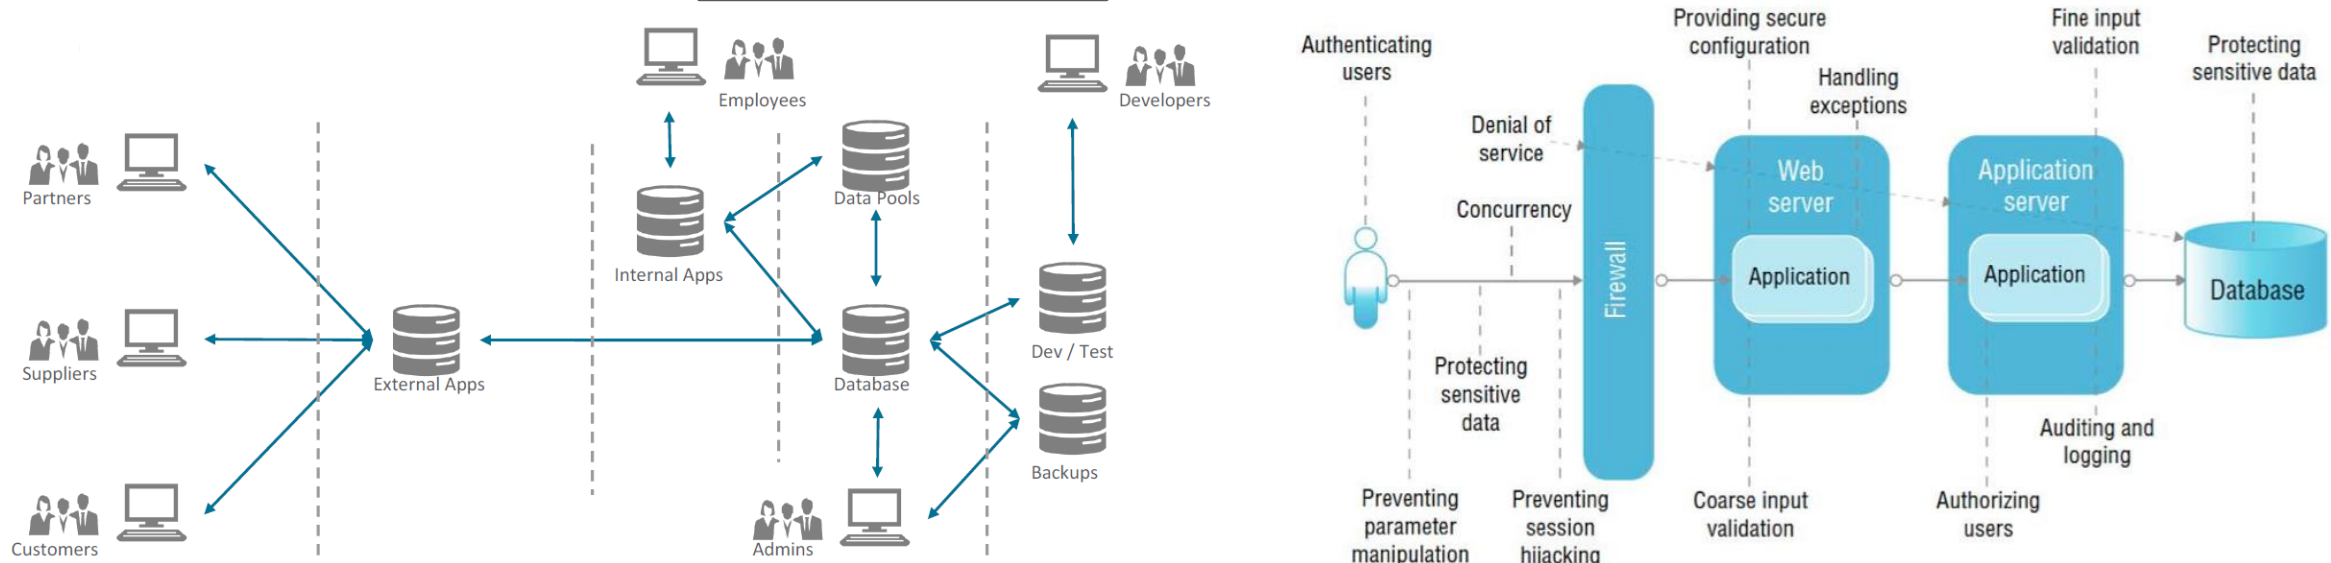 Employees
Developers
Partners
Data Pools
Internal Apps
Suppliers
External Apps
Database
Dev / Test
Backups
Customers
Admins
Authenticating
users
Providing secure
configuration
Fine input
validation
Protecting
sensitive data
Handling
exceptions
Denial of
service
Concurrency
Firewall
Web
server
Application
server
Application
Application
Database
Protecting
sensitive
data
Auditing and
logging
Preventing
parameter
manipulation
Preventing
session
hijacking
Coarse input
validation
Authorizing
users